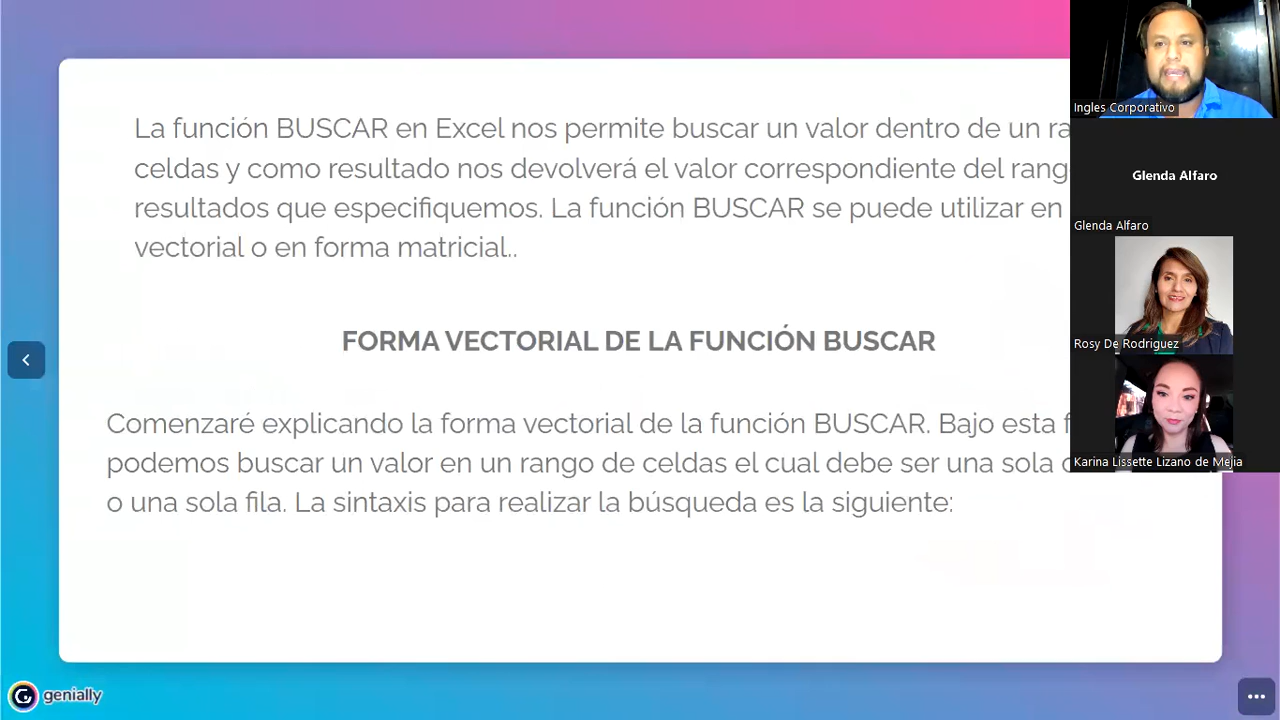 La función BUSCAR en Excel nos permite buscar un valor dentro de un
celdas y como resultado nos devolverá el valor correspondiente del
resultados que especifiquemos. La función BUSCAR se puede utilizar en
vectorial o en forma matricial..
FORMA VECTORIAL DE LA FUNCIÓN BUSCAR
Comenzaré explicando la forma vectorial de la función BUSCAR. Bajo esta
podemos buscar un valor en un rango de celdas el cual debe ser una sola
o una sola fila. La sintaxis para realizar la búsqueda es la siguiente:
Ingles Corporativo
Glenda Alfaro
Glenda Alfaro
Rosy De Rodriguez
Karina Lissette Lizano de Mejia
genially